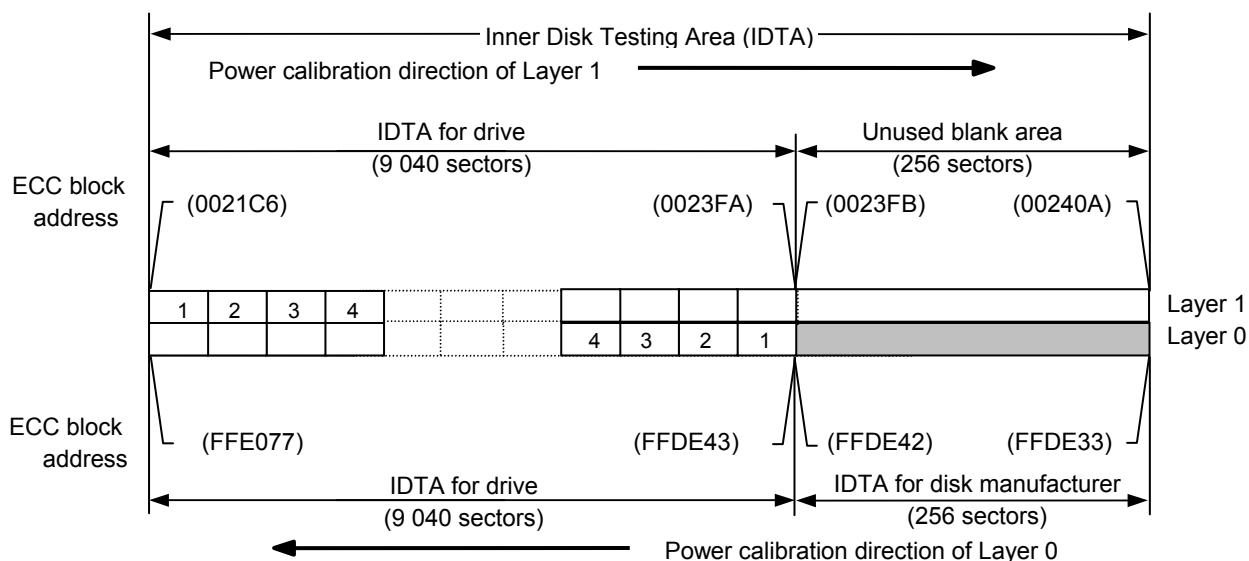 Inner Disk Testing Area (IDTA)
Power calibration direction of Layer 1
IDTA for drive
(9 040 sectors)
Unused blank area
(256 sectors)
ECC block
address
(0021C6)
(0023FA)
(0023FB)
(00240A)
1 2 3 4
Layer 1
4 3 2 1
Layer 0
ECC block
address
(FFE077)
(FFDE43)
(FFDE42)
(FFDE33)
IDTA for drive
(9 040 sectors)
IDTA for disk manufacturer
(256 sectors)
Power calibration direction of Layer 0